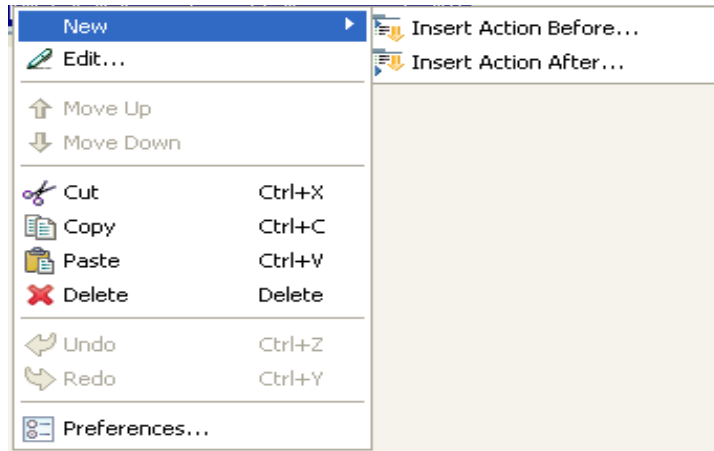 New
Insert Action Before...
Edit...
Insert Action After...
Move Up
Move Down
Cut Ctrl+X
Copy Ctrl+C
Paste Ctrl+V
Delete Delete
Undo Ctrl+Z
Redo Ctrl+Y
Preferences...